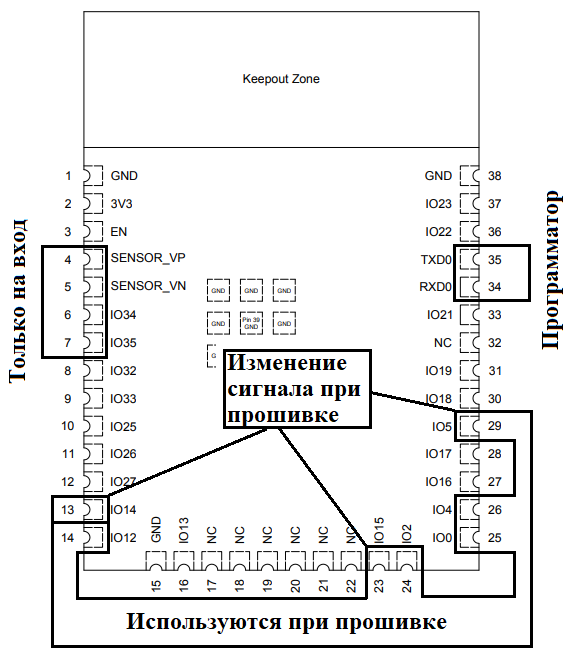 Keepout Zone
1 GND GND 38
2 3V3 IO23 37
3 EN IO22 36
4 SENSOR_VP TXD0 35
5 SENSOR_VN GND GND GND RXD0 34
6 IO34 GND Pin 39 GND GND IO21 33
7 IO35 G NC 32
8 IO32 IO19 31
9 IO33 IO18 30
10 IO25 IO5 29
11 IO26 IO17 28
12 IO27 IO16 27
13 IO14 IO4 26
14 IO12 IO0 25
GND IO13 NC NC NC NC NC NC IO15 IO2
15 16 17 18 19 20 21 22 23 24
Только на вход
Программатор
Изменение
сигнала при
прошивке
Используются при прошивке